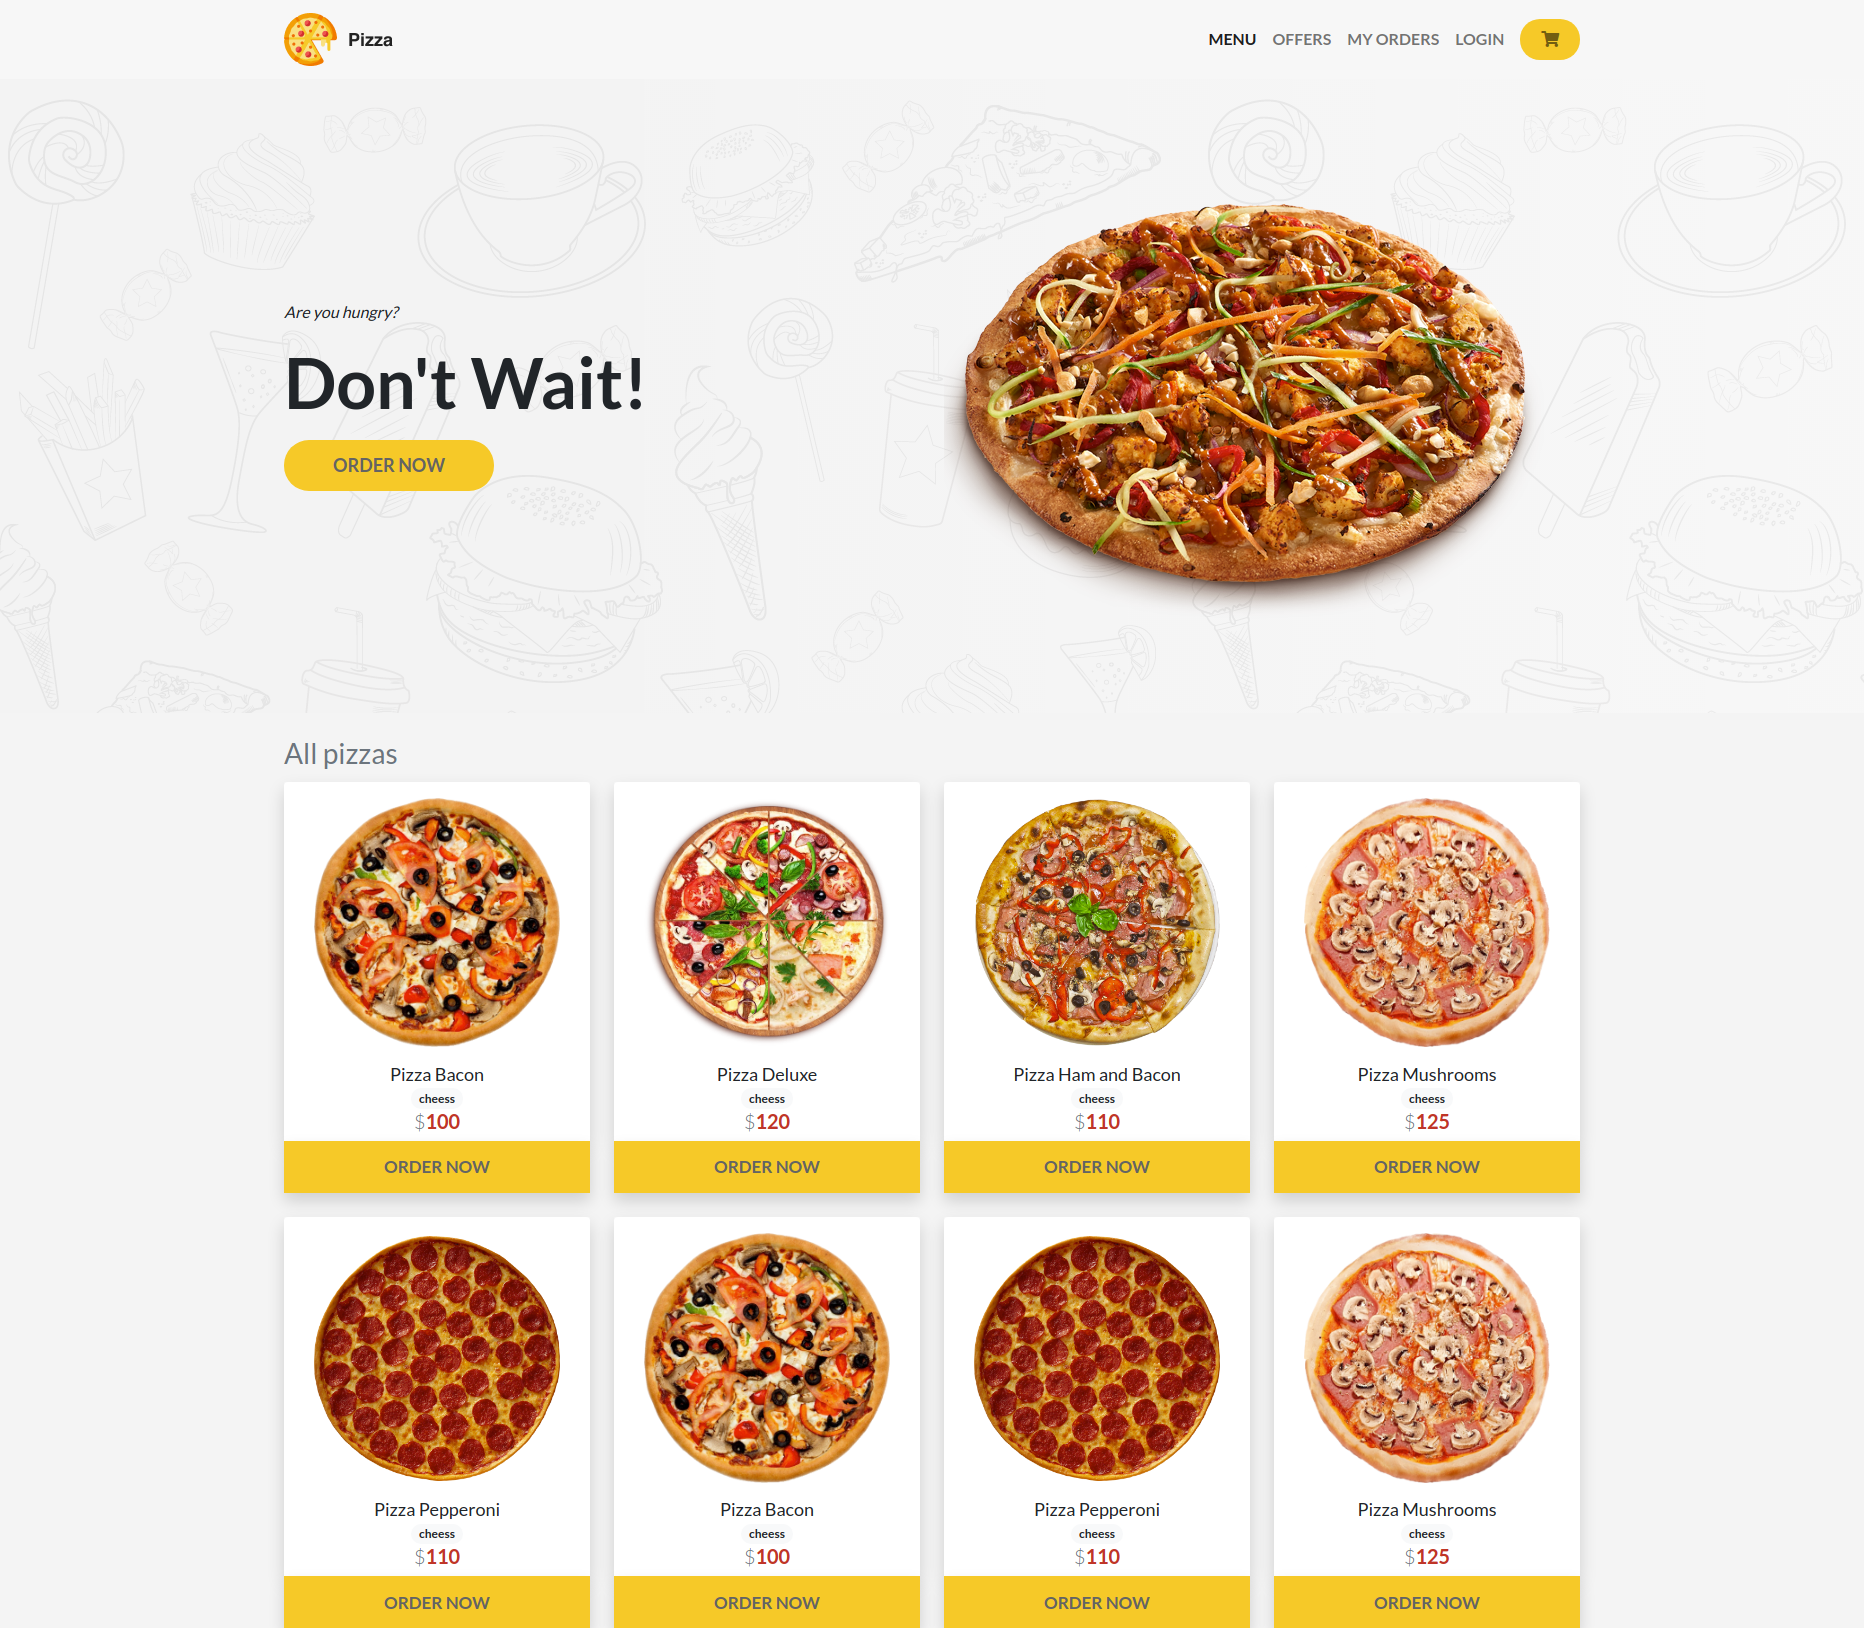 Pizza
MENU OFFERS MY ORDERS LOGIN
Are you hungry?
Don't Wait!
ORDER NOW
All pizzas
Pizza Bacon
cheess
$100
ORDER NOW
Pizza Deluxe
cheess
$120
ORDER NOW
Pizza Ham and Bacon
cheess
$110
ORDER NOW
Pizza Mushrooms
cheess
$125
ORDER NOW
Pizza Pepperoni
cheess
$110
ORDER NOW
Pizza Bacon
cheess
$100
ORDER NOW
Pizza Pepperoni
cheess
$110
ORDER NOW
Pizza Mushrooms
cheess
$125
ORDER NOW